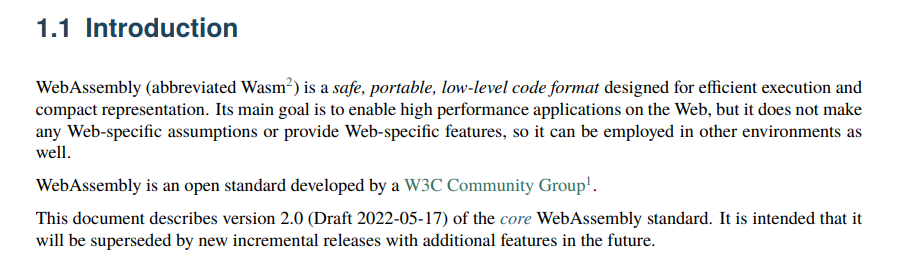 1.1 Introduction
WebAssembly (abbreviated Wasm²) is a safe, portable, low-level code format designed for efficient execution and
compact representation. Its main goal is to enable high performance applications on the Web, but it does not make
any Web-specific assumptions or provide Web-specific features, so it can be employed in other environments as
well.
WebAssembly is an open standard developed by a W3C Community Group¹.
This document describes version 2.0 (Draft 2022-05-17) of the core WebAssembly standard. It is intended that it
will be superseded by new incremental releases with additional features in the future.